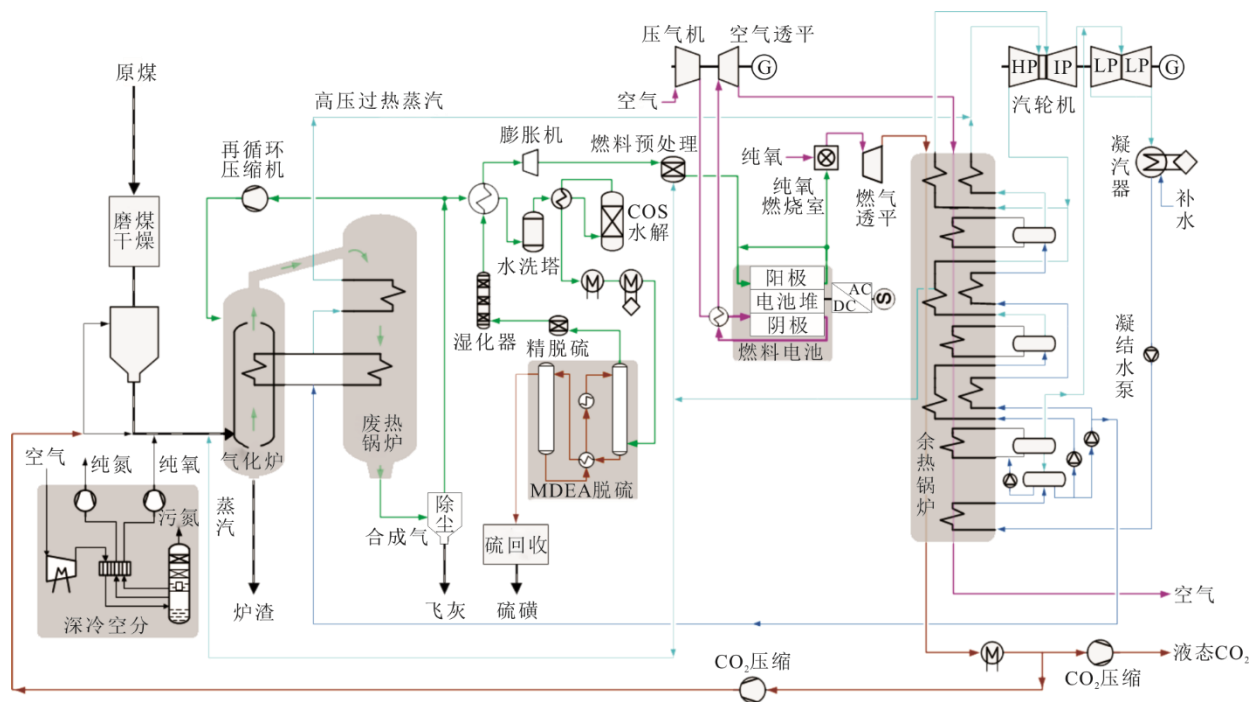 原煤
磨煤
干燥
再循环
压缩机
高压过热蒸汽
膨胀机
燃料预处理
COS
水解
水洗塔
湿化器
精脱硫
MDEA脱硫
硫回收
硫磺
废热
锅炉
气化炉
炉渣
蒸汽
合成气
除尘
飞灰
空气
纯氮
纯氧
污氮
深冷空分
压气机
空气透平
G
空气
纯氧
纯氧
燃烧室
燃气
透平
阳极
电池堆
阴极
AC
DC
S
燃料电池
HP
IP
LP
LP
G
汽轮机
凝汽器
补水
凝结水泵
余热锅炉
空气
CO₂压缩
CO₂压缩
液态CO₂